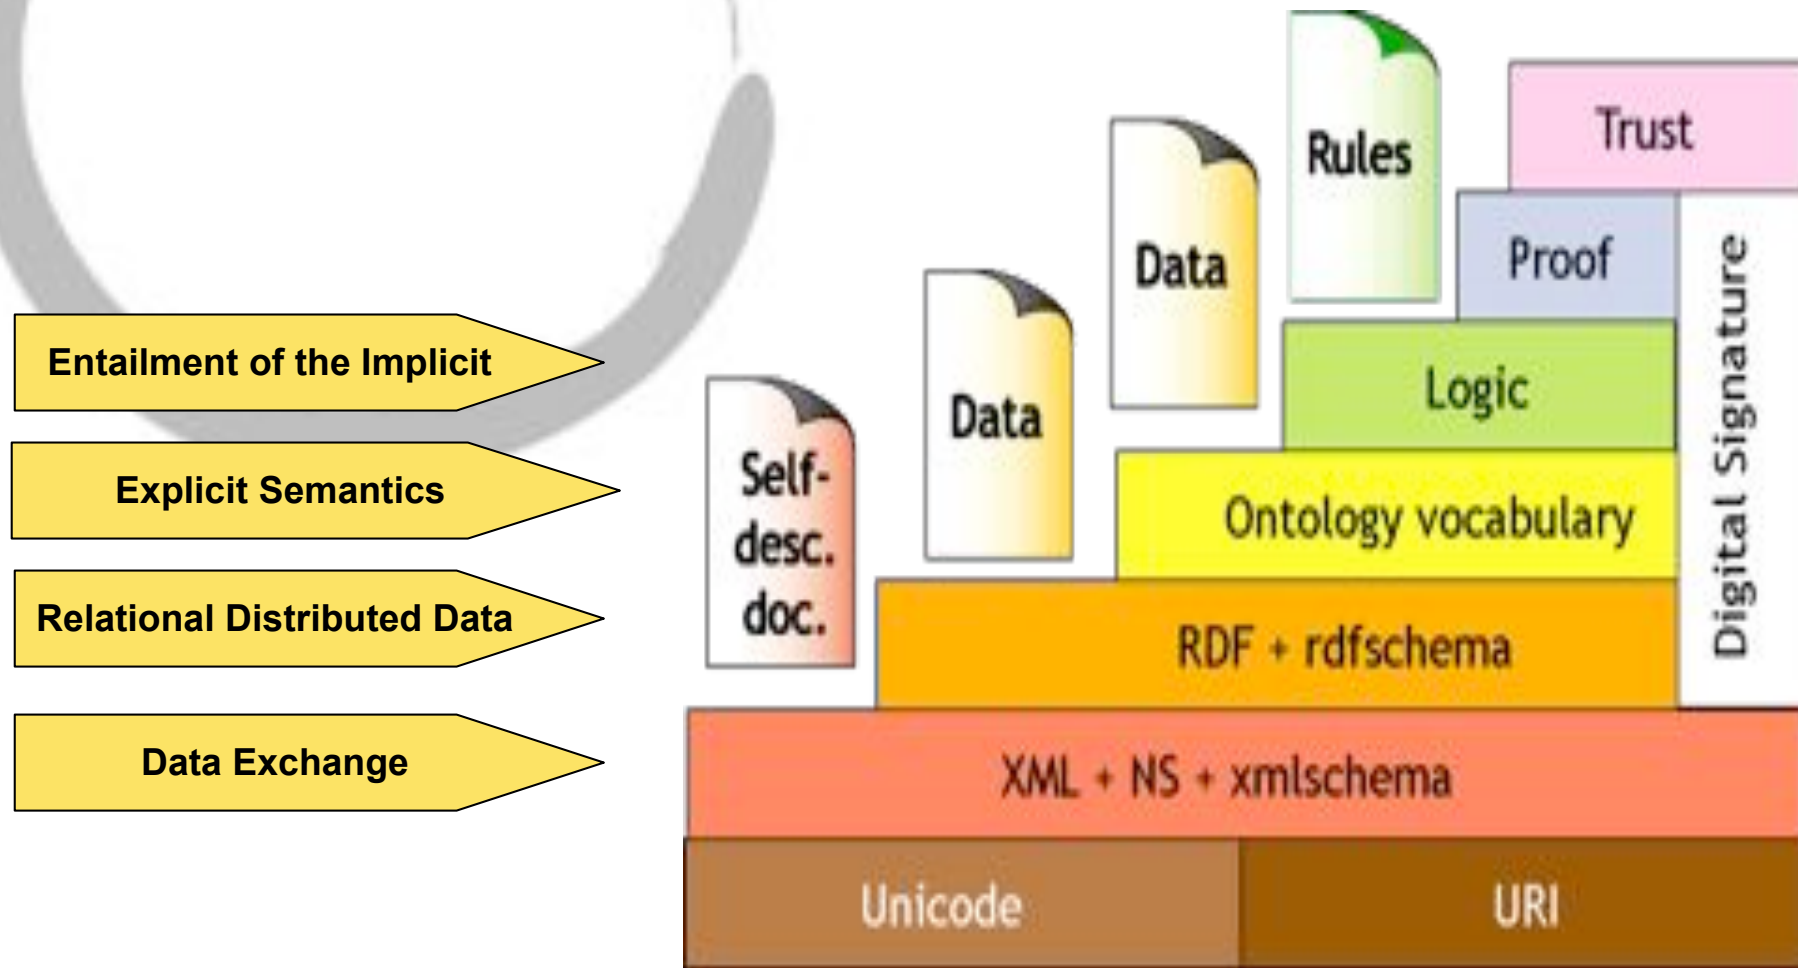 Entailment of the Implicit
Explicit Semantics
Relational Distributed Data
Data Exchange
Self-
desc.
doc.
Data
Data
Rules
Trust
Proof
Logic
Ontology vocabulary
RDF + rdfschema
XML + NS + xmlschema
Unicode
URI
Digital Signature